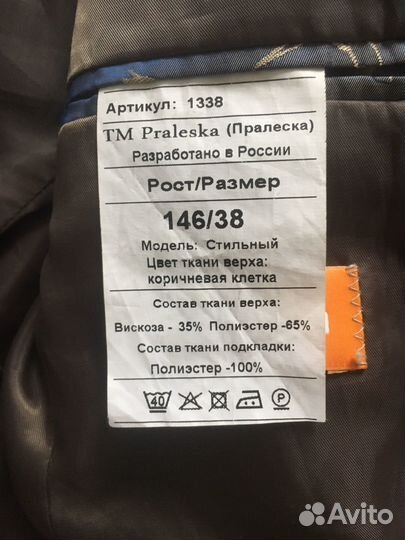 Артикул: 1338
TM Praleska (Пралеска)
Разработано в России
Рост/Размер
146/38
Модель: Стильный
Цвет ткани верха:
коричневая клетка
Состав ткани верха:
Вискоза - 35% Полиэстер -65%
Состав ткани подкладки:
Полиэстер -100%
40 P
Avito